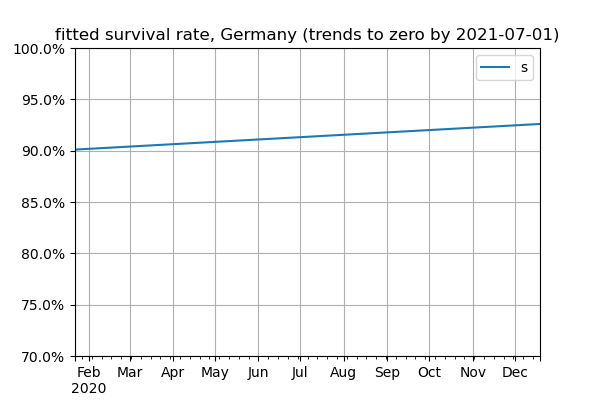 fitted survival rate, Germany (trends to zero by 2021-07-01)
100.0%
95.0%
90.0%
85.0%
80.0%
75.0%
70.0%
s
Feb Mar Apr May Jun Jul Aug Sep Oct Nov Dec
2020